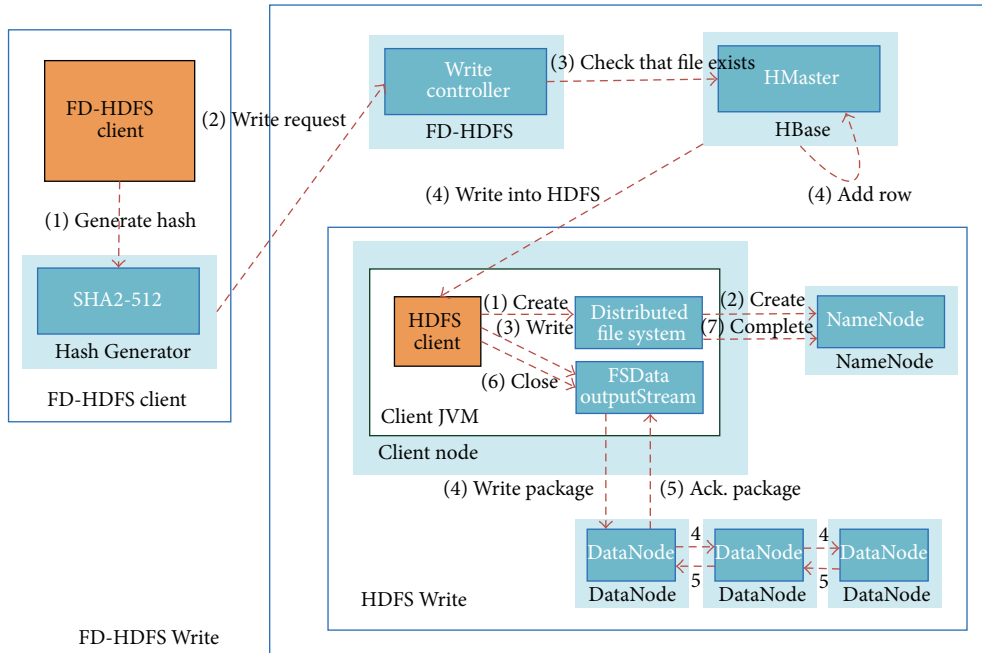 FD-HDFS
client
(1) Generate hash
SHA2-512
Hash Generator
FD-HDFS client
FD-HDFS Write
(2) Write request
Write
controller
FD-HDFS
(3) Check that file exists
HMaster
HBase
(4) Write into HDFS
(4) Add row
HDFS
client
(1) Create
(3) Write
(6) Close
Distributed
file system
FSData
outputStream
Client JVM
Client node
(2) Create
(7) Complete
NameNode
NameNode
(4) Write package
(5) Ack. package
DataNode
4
5
DataNode
4
5
DataNode
DataNode
DataNode
DataNode
HDFS Write